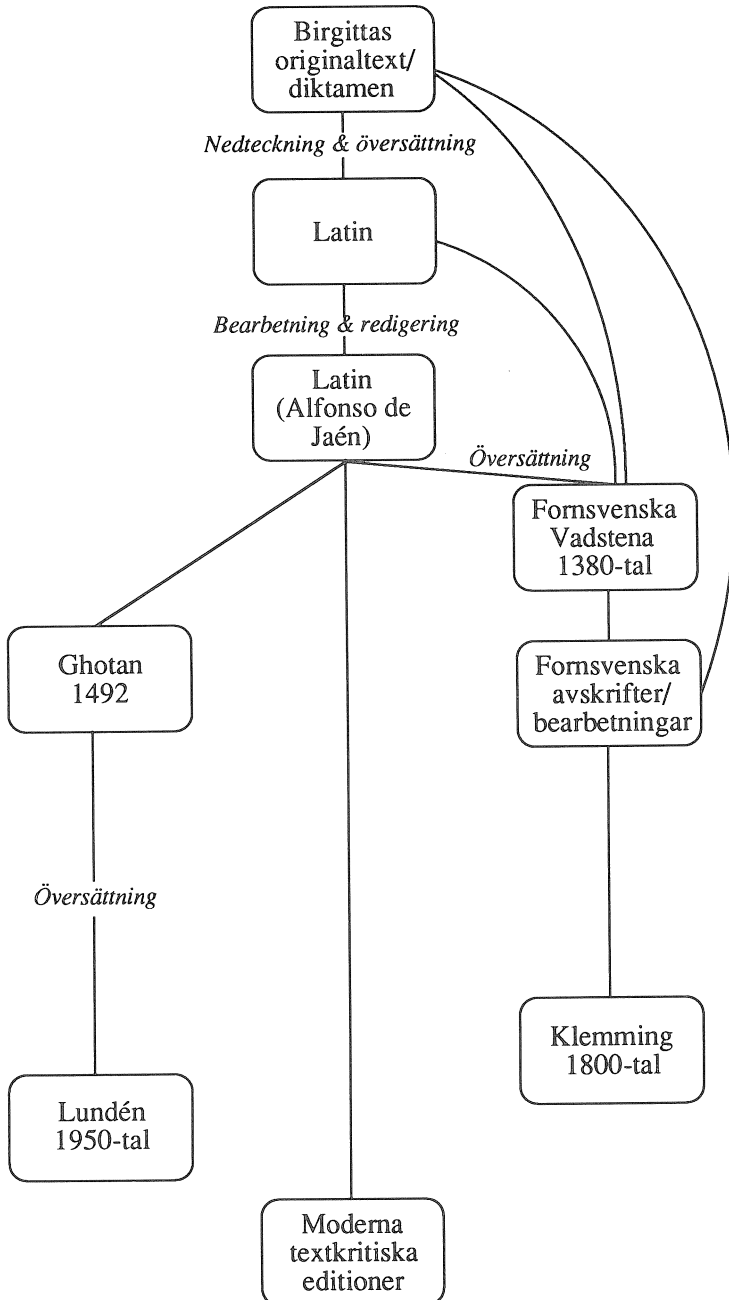 Birgittas
originaltext/
diktamen
Nedteckning & översättning
Latin
Bearbetning & redigering
Latin
(Alfonso de
Jaén)
Översättning
Fornsvenska
Vadstena
1380-tal
Ghotan
1492
Fornsvenska
avskrifter/
bearbetningar
Översättning
Klemming
1800-tal
Lundén
1950-tal
Moderna
textkritiska
editioner